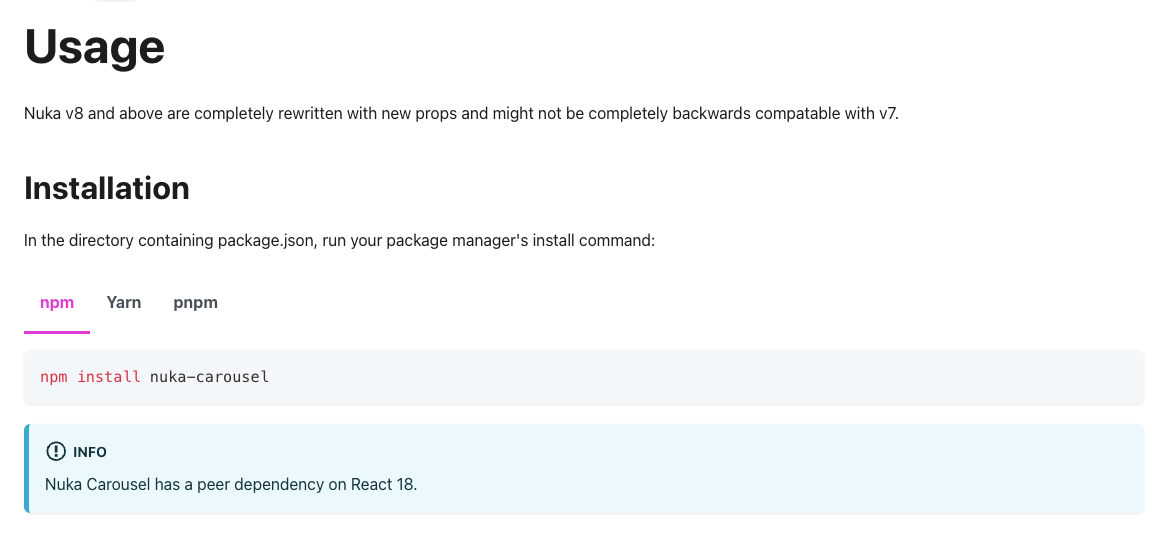 Usage
Nuka v8 and above are completely rewritten with new props and might not be completely backwards compatable with v7.
Installation
In the directory containing package.json, run your package manager's install command:
npm Yarn pnpm
npm install nuka-carousel
INFO
Nuka Carousel has a peer dependency on React 18.